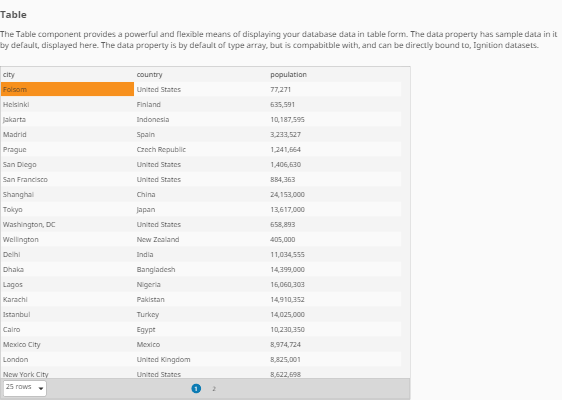 Table
The Table component provides a powerful and flexible means of displaying your database data in table form. The data property has sample data in it
by default, displayed here. The data property is by default of type array, but is compabitble with, and can be directly bound to, Ignition datasets.
city country population
Folsom United States 77,271
Helsinki Finland 635,591
Jakarta Indonesia 10,187,595
Madrid Spain 3,233,527
Prague Czech Republic 1,241,664
San Diego United States 1,406,630
San Francisco United States 884,363
Shanghai China 24,153,000
Tokyo Japan 13,617,000
Washington, DC United States 658,893
Wellington New Zealand 405,000
Delhi India 11,034,555
Dhaka Bangladesh 14,399,000
Lagos Nigeria 16,060,303
Karachi Pakistan 14,910,352
Istanbul Turkey 14,025,000
Cairo Egypt 10,230,350
Mexico City Mexico 8,974,724
London United Kingdom 8,825,001
New York City United States 8,622,698
25 rows 1 2